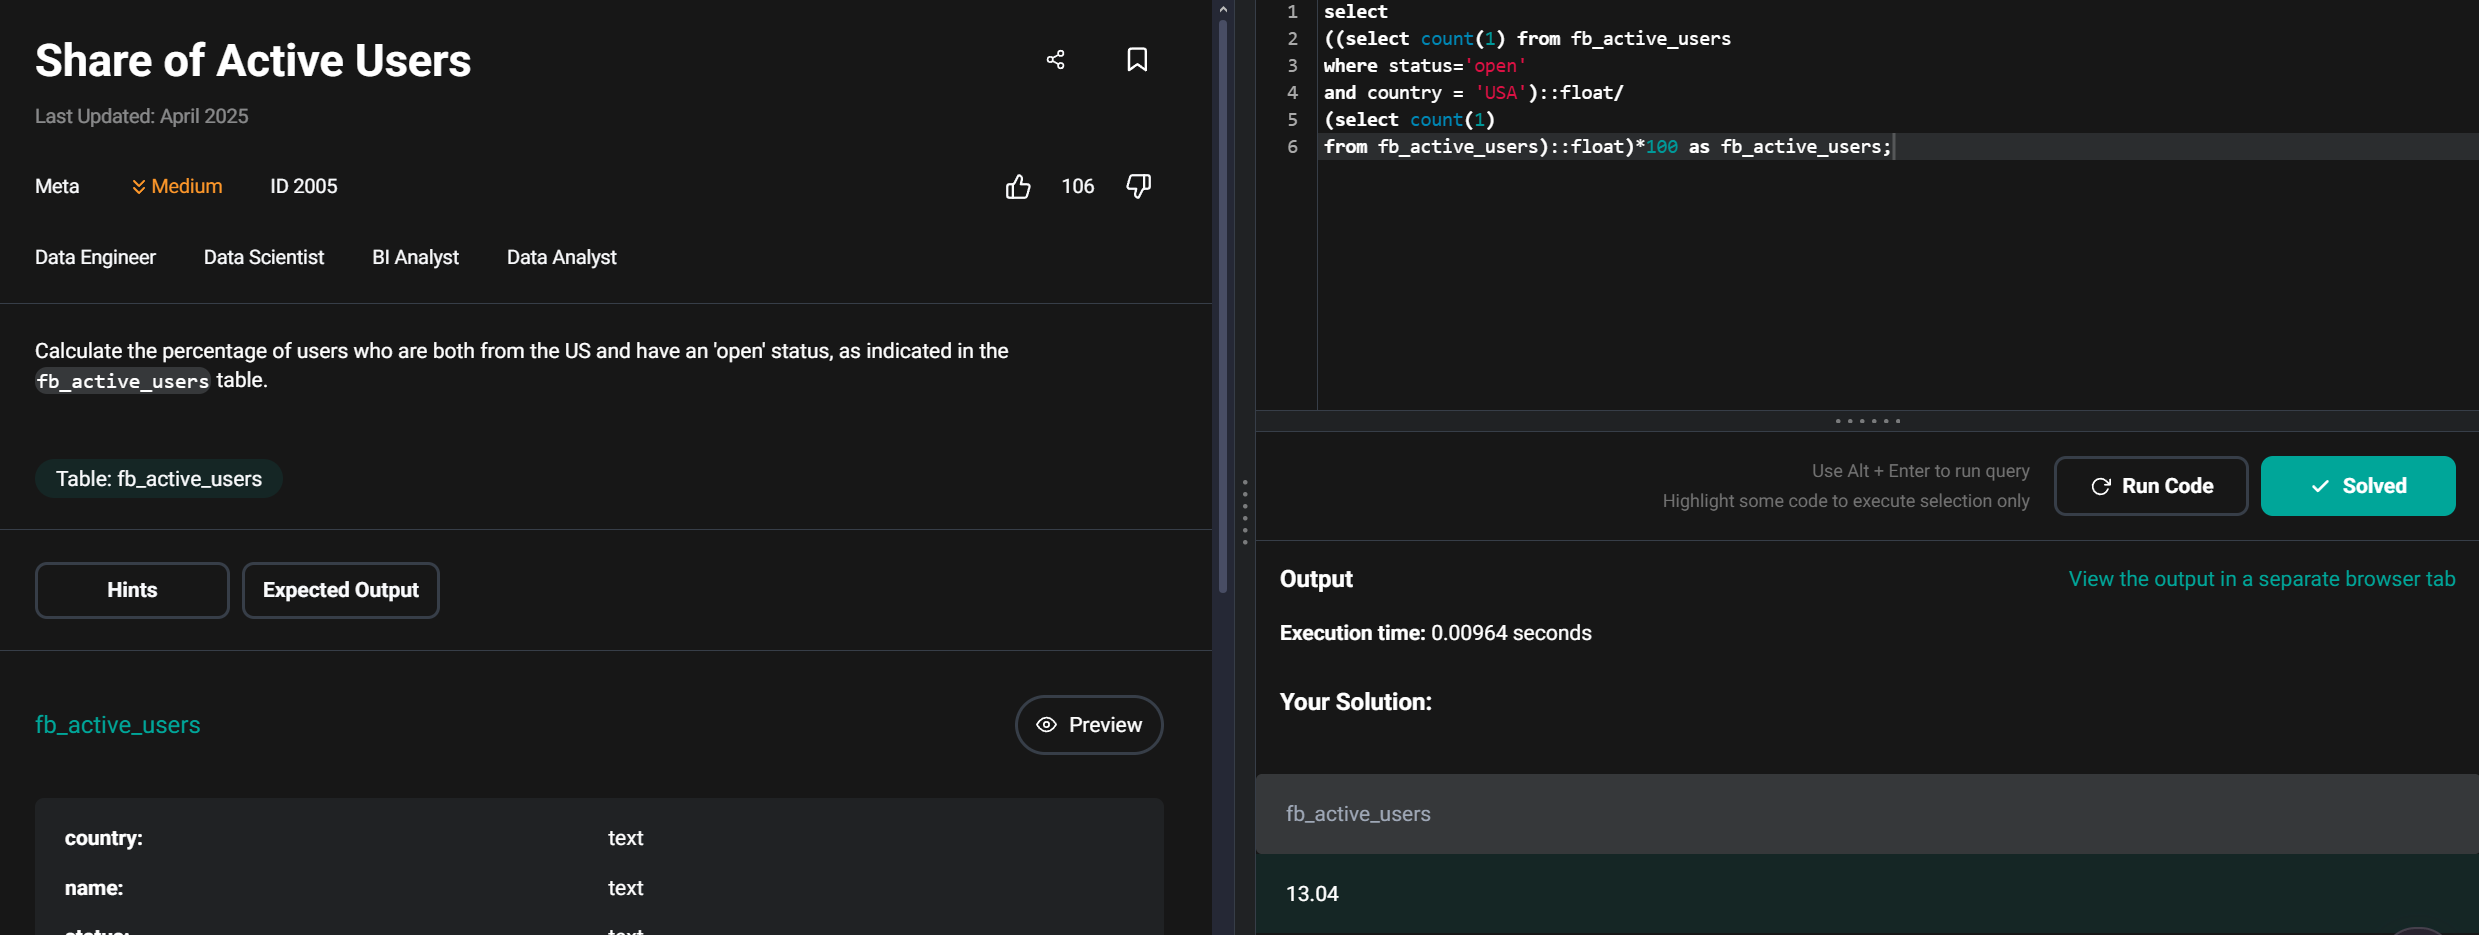 Share of Active Users
Last Updated: April 2025
Meta
Medium
ID 2005
106
Data Engineer
Data Scientist
BI Analyst
Data Analyst
Calculate the percentage of users who are both from the US and have an 'open' status, as indicated in the
fb_active_users table.
Table: fb_active_users
Hints
Expected Output
fb_active_users
Preview
country: text
name: text
status: text
1 select
2 ((select count(1) from fb_active_users
3 where status='open'
4 and country = 'USA')::float/
5 (select count(1)
6 from fb_active_users)::float)*100 as fb_active_users;
Use Alt + Enter to run query
Highlight some code to execute selection only
Run Code
Solved
Output
View the output in a separate browser tab
Execution time: 0.00964 seconds
Your Solution:
fb_active_users
13.04